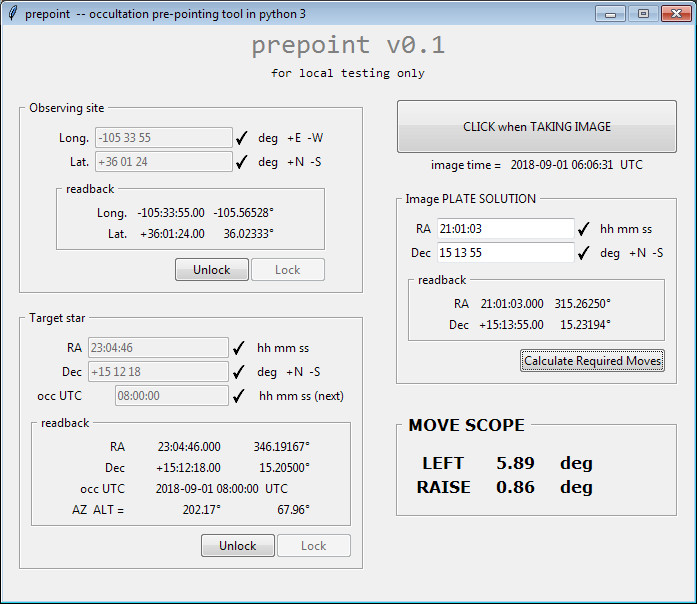 prepoint -- occultation pre-pointing tool in python 3
prepoint v0.1
for local testing only
Observing site
Long. -105 33 55 ✓ deg +E -W
Lat. +36 01 24 ✓ deg +N -S
readback
Long. -105:33:55.00 -105.56528°
Lat. +36:01:24.00 36.02333°
Unlock Lock
Target star
RA 23:04:46 ✓ hh mm ss
Dec +15 12 18 ✓ deg +N -S
occ UTC 08:00:00 ✓ hh mm ss (next)
readback
RA 23:04:46.000 346.19167°
Dec +15:12:18.00 15.20500°
occ UTC 2018-09-01 08:00:00 UTC
AZ ALT = 202.17° 67.96°
Unlock Lock
CLICK when TAKING IMAGE
image time = 2018-09-01 06:06:31 UTC
Image PLATE SOLUTION
RA 21:01:03 ✓ hh mm ss
Dec 15 13 55 ✓ deg +N -S
readback
RA 21:01:03.000 315.26250°
Dec +15:13:55.00 15.23194°
Calculate Required Moves
MOVE SCOPE
LEFT 5.89 deg
RAISE 0.86 deg